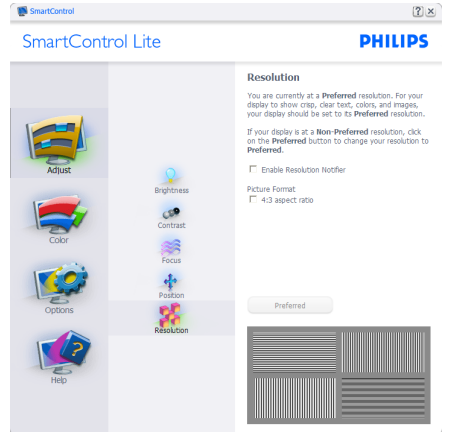 SmartControl
SmartControl Lite
PHILIPS
Adjust
Color
Options
Help
Brightness
Contrast
Focus
Position
Resolution
Resolution
You are currently at a Preferred resolution. For your
display to show crisp, clear text, colors, and images,
your display should be set to its Preferred resolution.
If your display is at a Non-Preferred resolution, click
on the Preferred button to change your resolution to
Preferred.
Enable Resolution Notifier
Picture Format
4:3 aspect ratio
Preferred